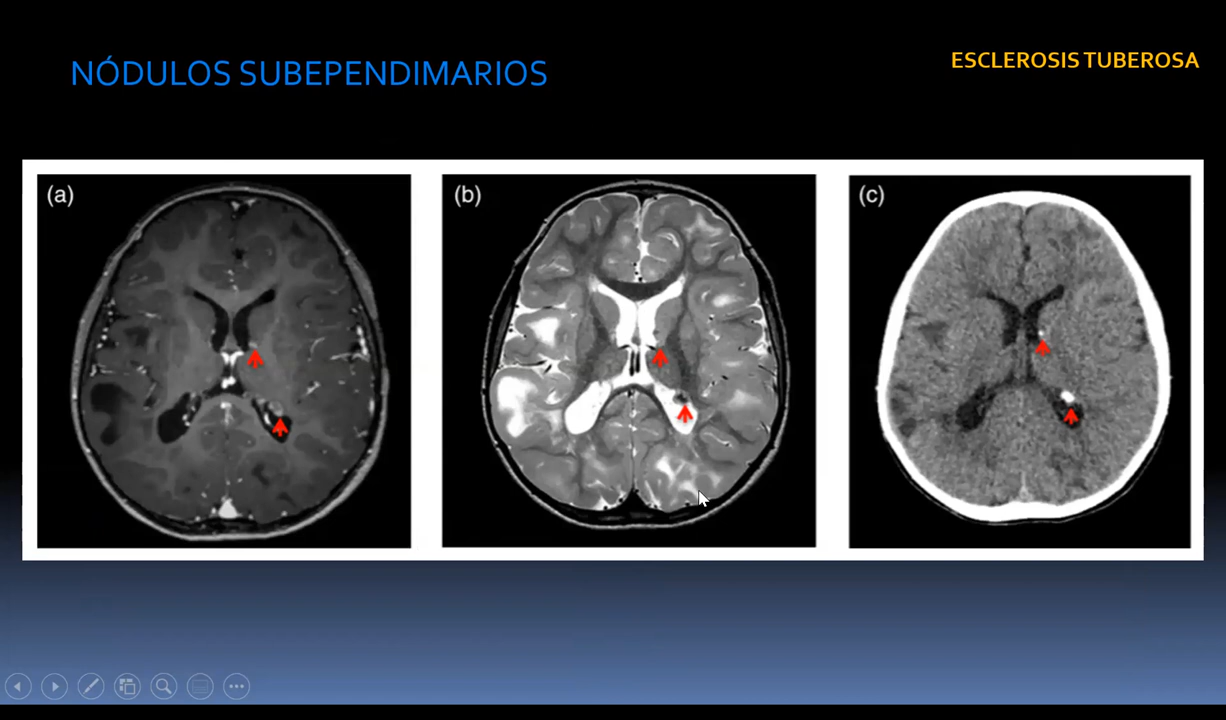 NÓDULOS SUBEPENDIMARIOS
ESCLEROSIS TUBEROSA
(a)
(b)
(c)